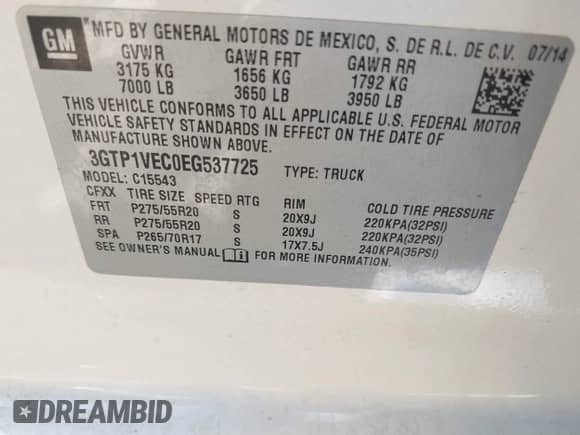 GM
MFD BY GENERAL MOTORS DE MEXICO, S. DE R.L. DE C.V. 07/14
GVWR GAWR FRT GAWR RR
3175 KG 1656 KG 1792 KG
7000 LB 3650 LB 3950 LB
THIS VEHICLE CONFORMS TO ALL APPLICABLE U.S. FEDERAL MOTOR
VEHICLE SAFETY STANDARDS IN EFFECT ON THE DATE OF
MANUFACTURE SHOWN ABOVE.
3GTP1VEC0EG537725 TYPE: TRUCK
MODEL: C15543
CFXX TIRE SIZE SPEED RTG RIM COLD TIRE PRESSURE
FRT P275/55R20 S 20X9J 220KPA(32PSI)
RR P275/55R20 S 20X9J 220KPA(32PSI)
SPA P265/70R17 S 17X7.5J 240KPA(35PSI)
SEE OWNER'S MANUAL FOR MORE INFORMATION
DREAMBID